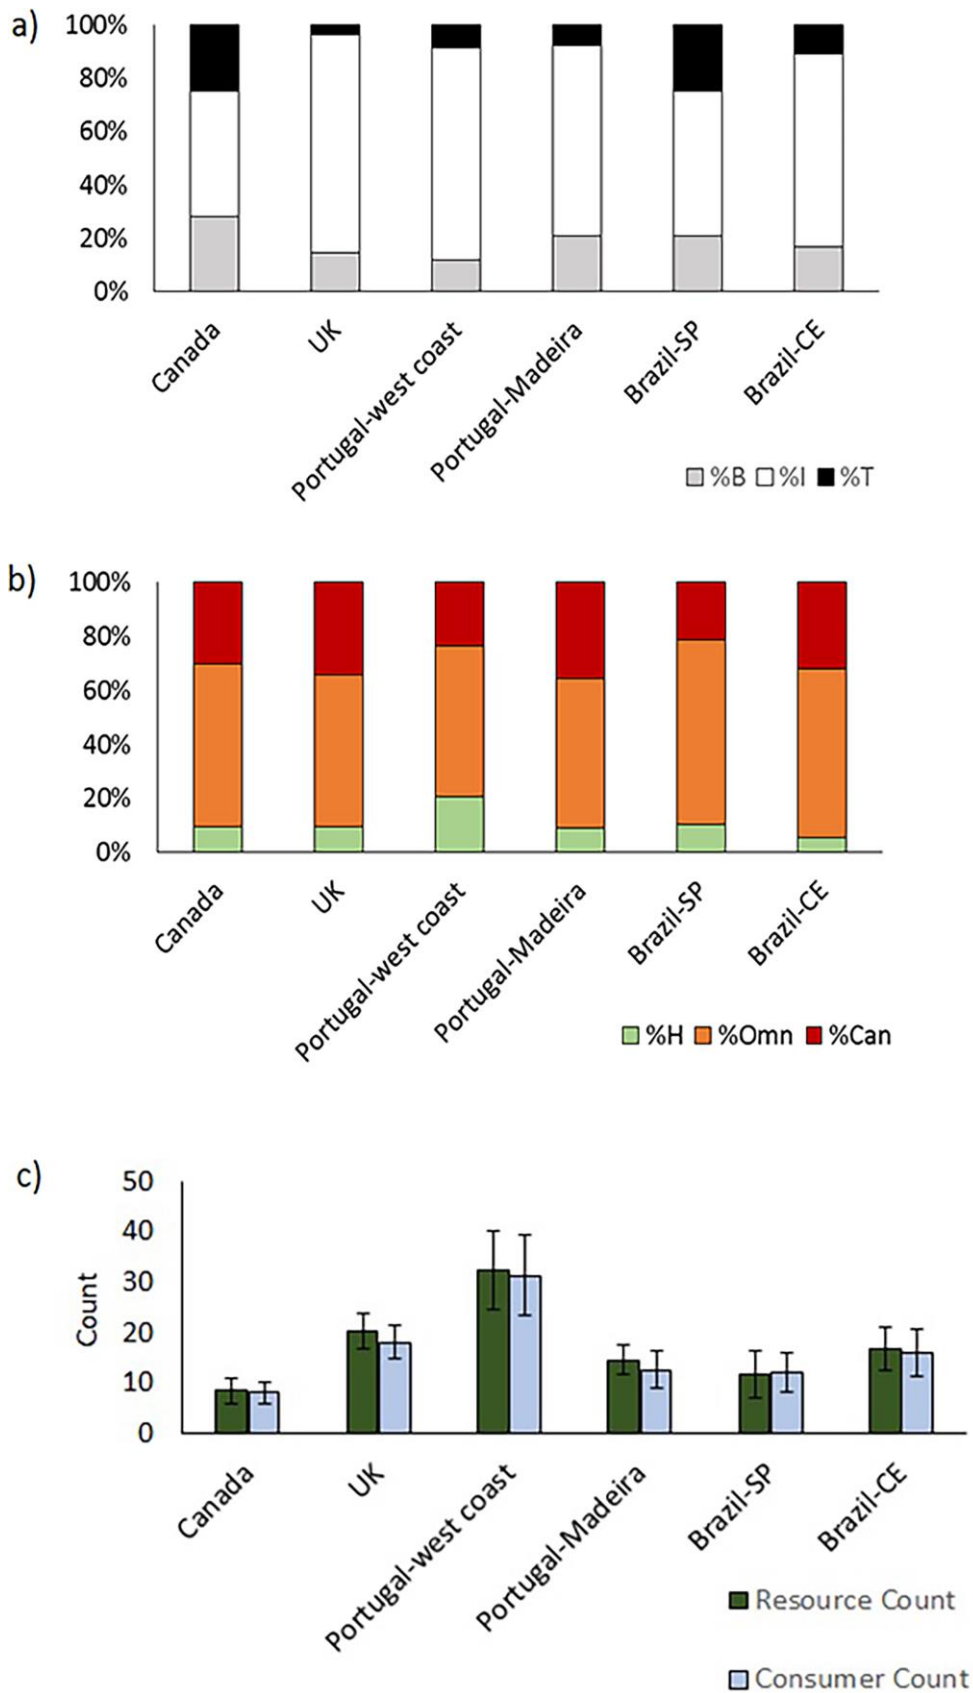 a)
100%
80%
60%
40%
20%
0%
Canada
UK
Portugal-west coast
Portugal-Madeira
Brazil-SP
Brazil-CE
%B %I %T
b)
100%
80%
60%
40%
20%
0%
Canada
UK
Portugal-west coast
Portugal-Madeira
Brazil-SP
Brazil-CE
%H %Omn %Can
c)
Count
50
40
30
20
10
0
Canada
UK
Portugal-west coast
Portugal-Madeira
Brazil-SP
Brazil-CE
Resource Count
Consumer Count